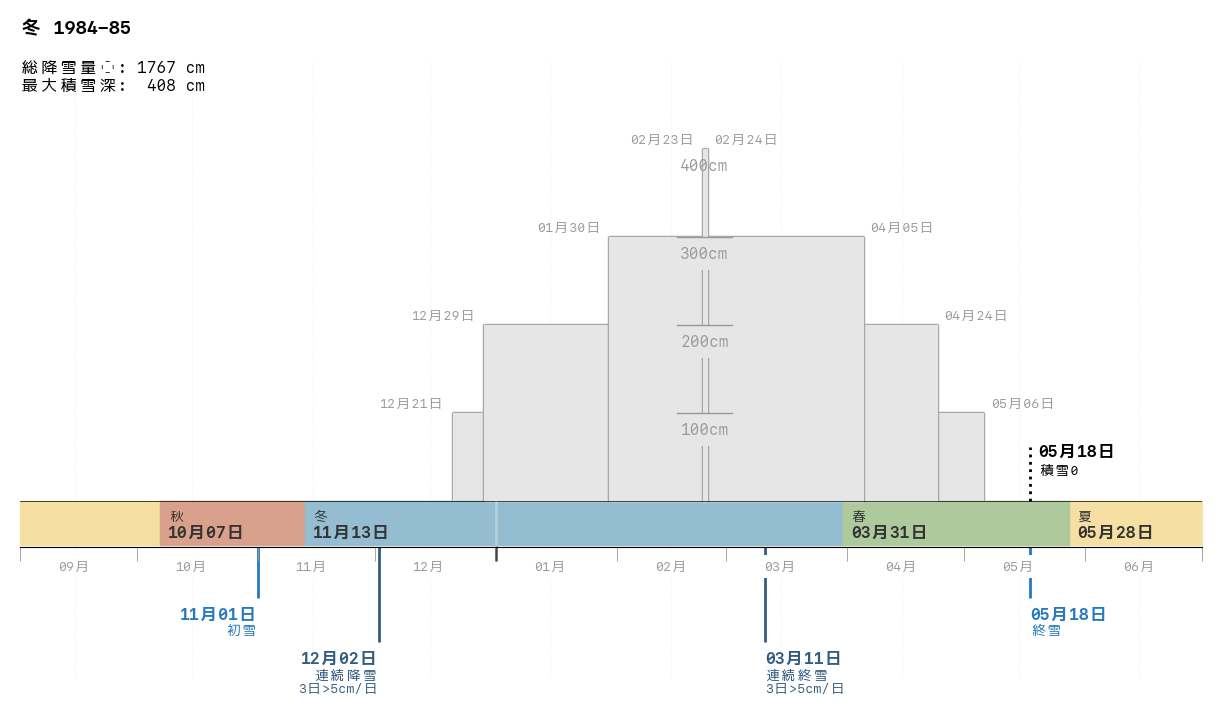 冬 1984–85
総降雪量: 1767 cm
最大積雪深: 408 cm
02月23日 02月24日
400cm
01月30日 04月05日
300cm
12月29日 04月24日
200cm
12月21日 05月06日
100cm
05月18日
積雪0
秋 冬 春 夏
10月07日 11月13日 03月31日 05月28日
09月 10月 11月 12月 01月 02月 03月 04月 05月 06月
11月01日
初雪
05月18日
終雪
12月02日
連続降雪
3日>5cm/日
03月11日
連続終雪
3日>5cm/日